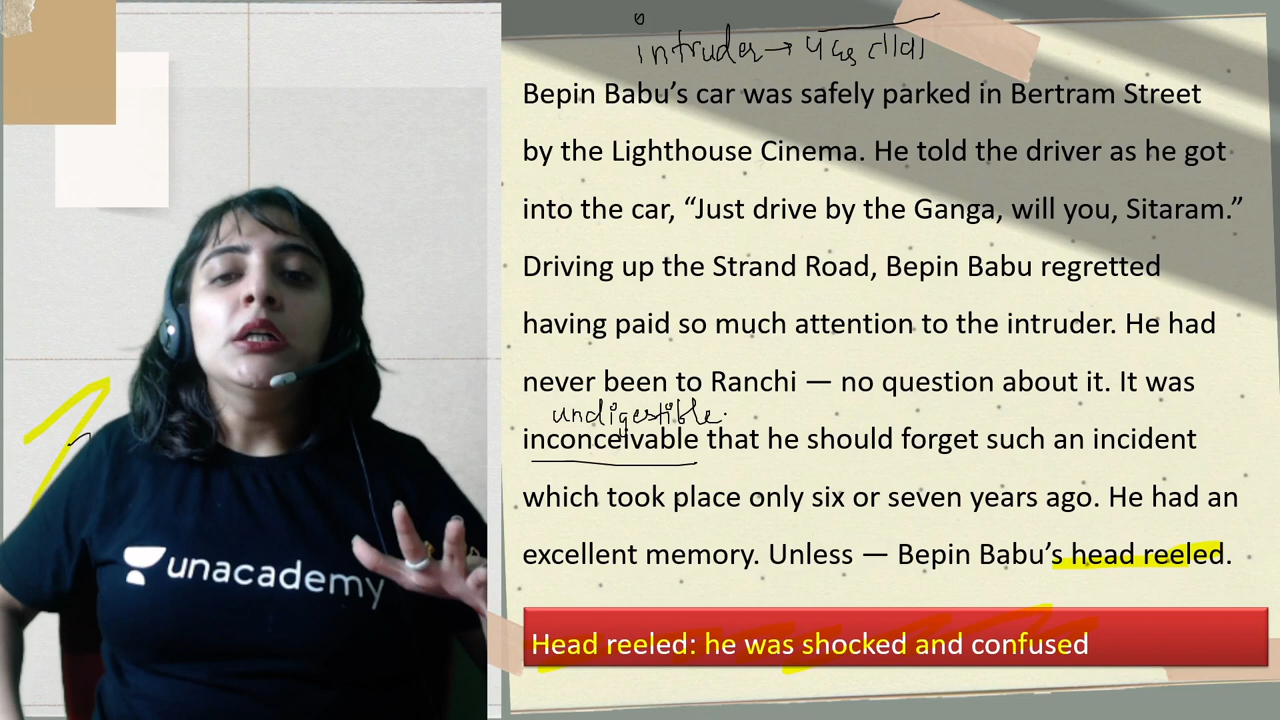 intruder →
Bepin Babu’s car was safely parked in Bertram Street
by the Lighthouse Cinema. He told the driver as he got
into the car, “Just drive by the Ganga, will you, Sitaram.”
Driving up the Strand Road, Bepin Babu regretted
having paid so much attention to the intruder. He had
never been to Ranchi — no question about it. It was
undigestible.
inconceivable that he should forget such an incident
which took place only six or seven years ago. He had an
excellent memory. Unless — Bepin Babu’s head reeled.
Head reeled: he was shocked and confused
unacademy